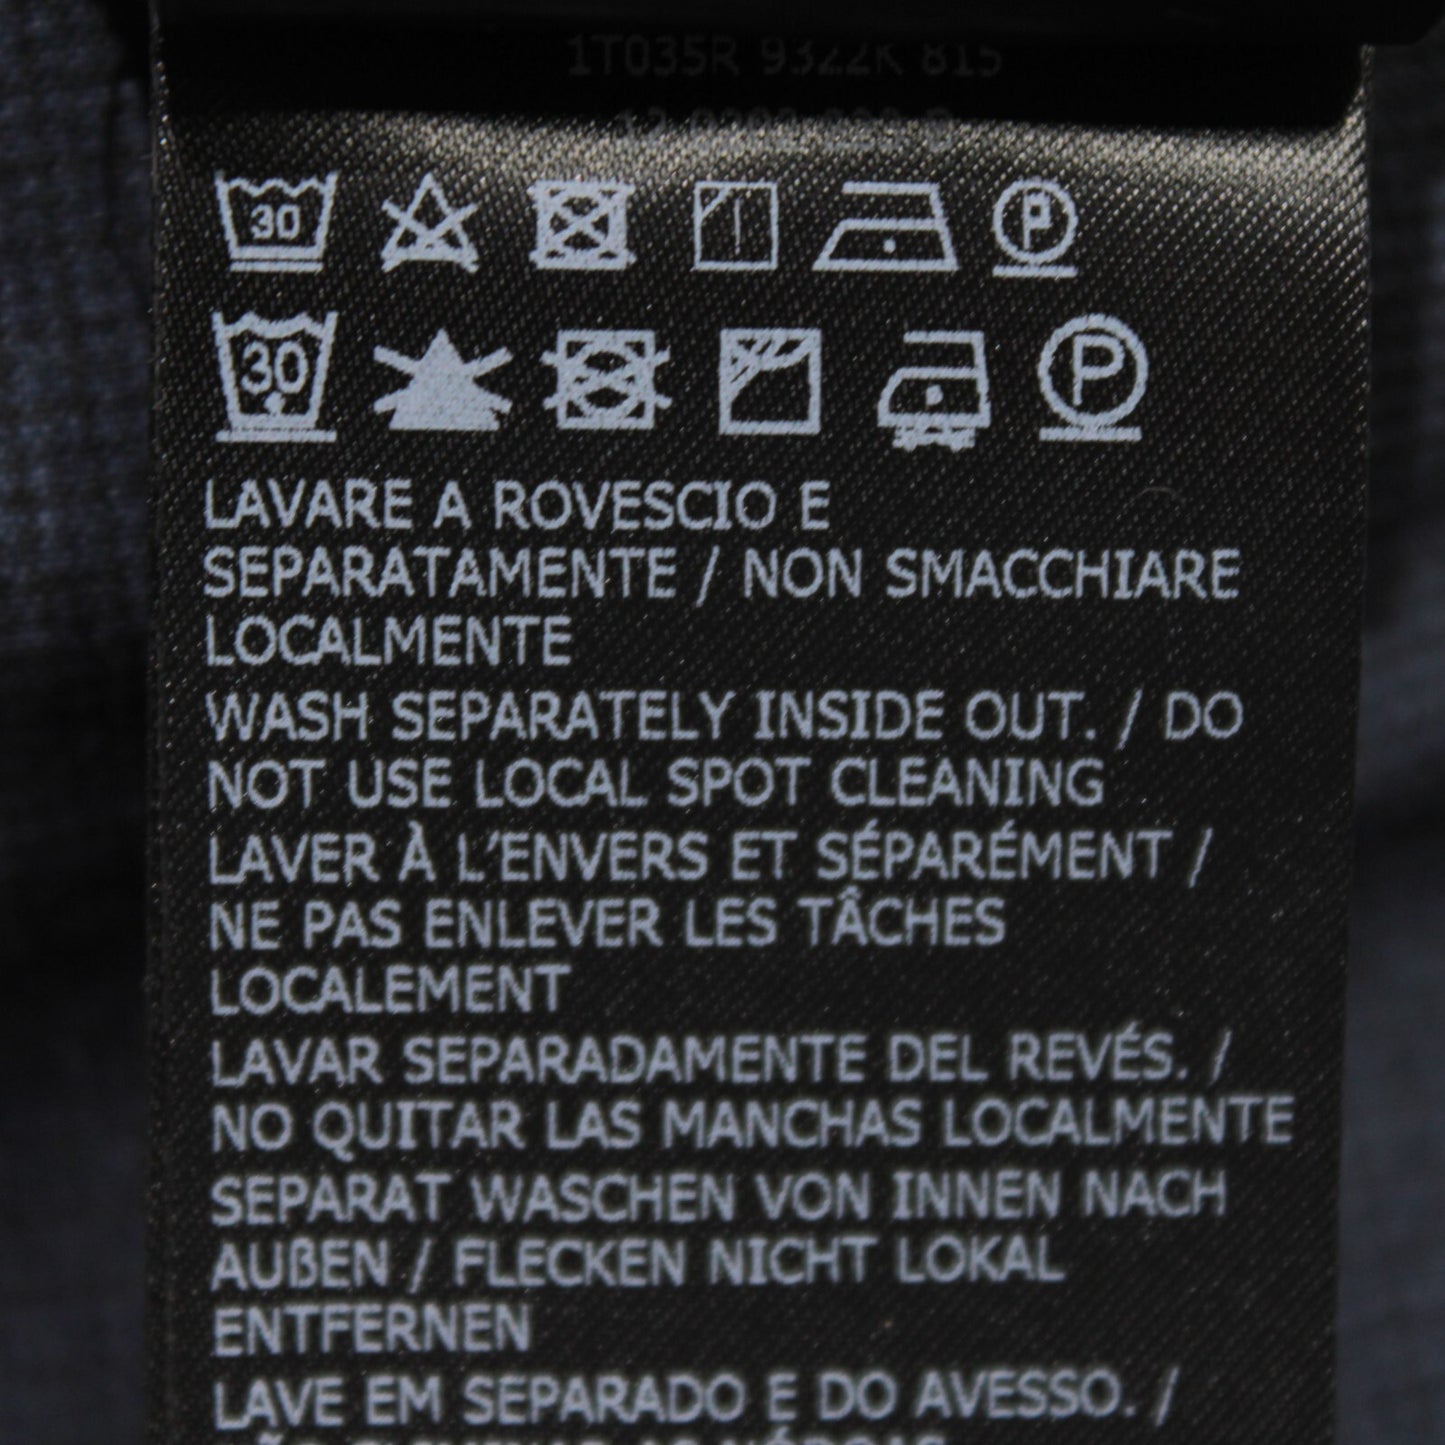 1T035R 9322K 815
30
P
30
P
LAVARE A ROVESCIO E
SEPARATAMENTE / NON SMACCHIARE
LOCALMENTE
WASH SEPARATELY INSIDE OUT. / DO
NOT USE LOCAL SPOT CLEANING
LAVER À L'ENVERS ET SÉPARÉMENT /
NE PAS ENLEVER LES TÂCHES
LOCALEMENT
LAVAR SEPARADAMENTE DEL REVÉS. /
NO QUITAR LAS MANCHAS LOCALMENTE
SEPARAT WASCHEN VON INNEN NACH
AUßEN / FLECKEN NICHT LOKAL
ENTFERNEN
LAVE EM SEPARADO E DO AVESSO. /